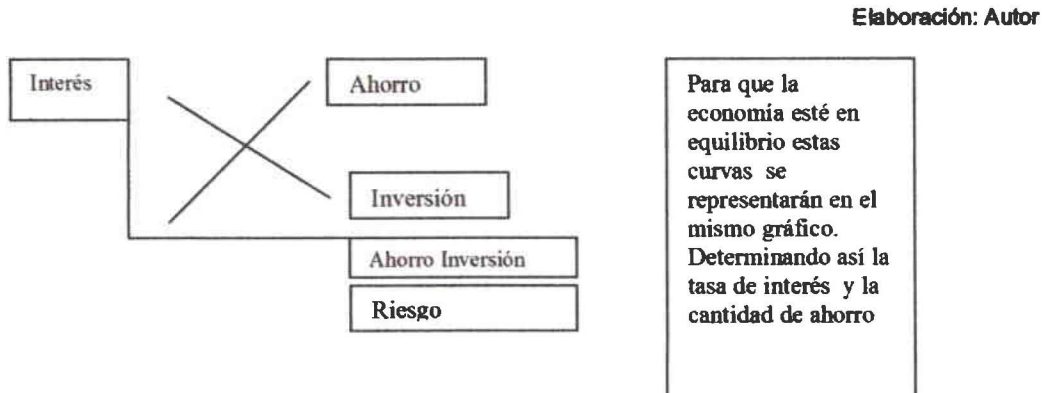 Elaboración: Autor
Interés
Ahorro
Inversión
Ahorro Inversión
Riesgo
Para que la
economía esté en
equilibrio estas
curvas se
representarán en el
mismo gráfico.
Determinando así la
tasa de interés y la
cantidad de ahorro